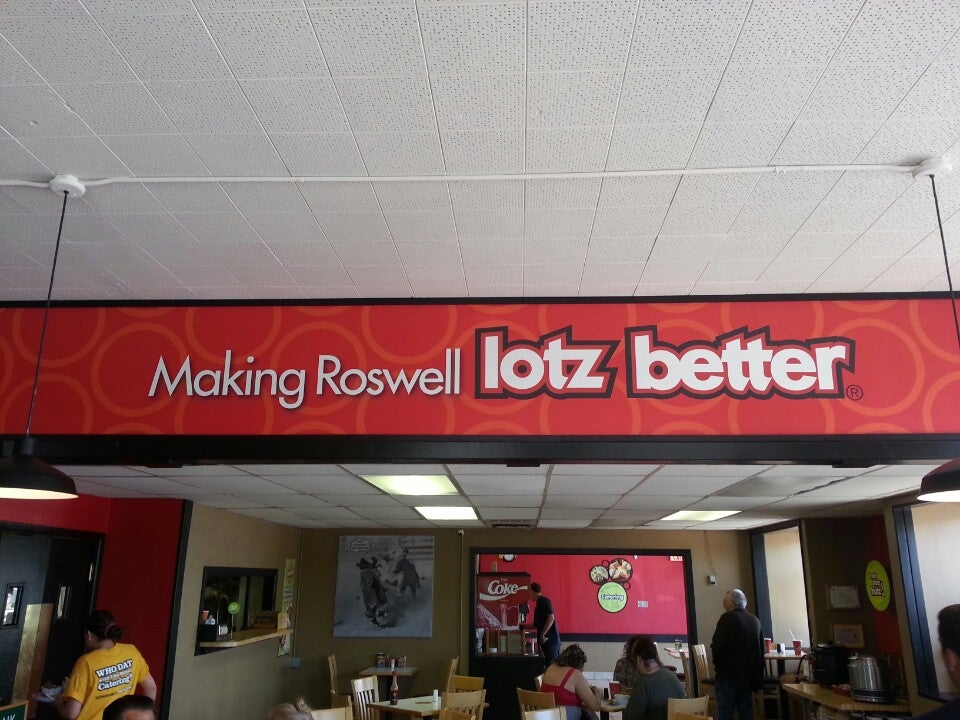 Making Roswell lotz better®
Coke
Catering
WHO DAT
Catering